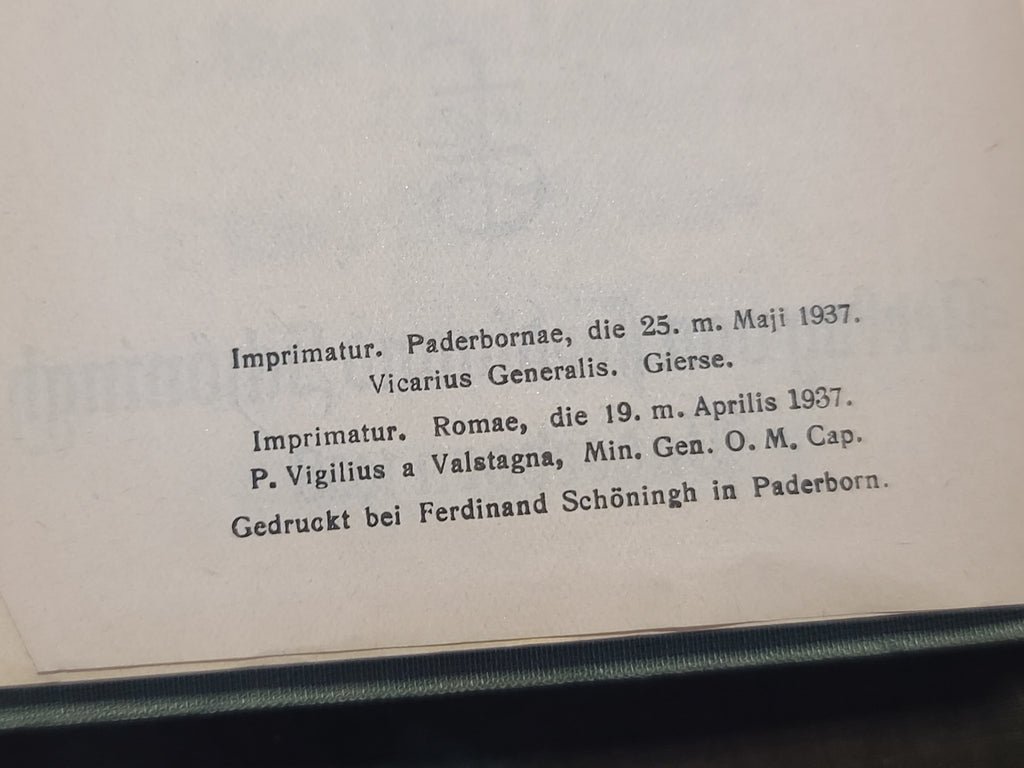 Imprimatur. Paderbornae, die 25. m. Maji 1937.
Vicarius Generalis. Gierse.
Imprimatur. Romae, die 19. m. Aprilis 1937.
P. Vigilius a Valstagna, Min. Gen. O. M. Cap.
Gedruckt bei Ferdinand Schöningh in Paderborn.